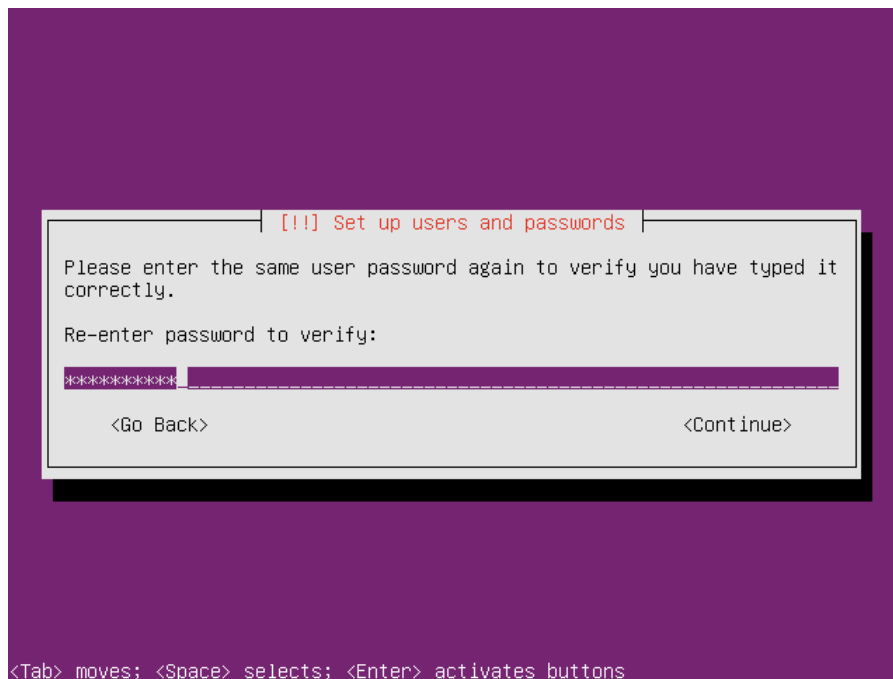 [!!] Set up users and passwords
Please enter the same user password again to verify you have typed it
correctly.
Re-enter password to verify:
**********
<Go Back> <Continue>
<Tab> moves; <Space> selects; <Enter> activates buttons